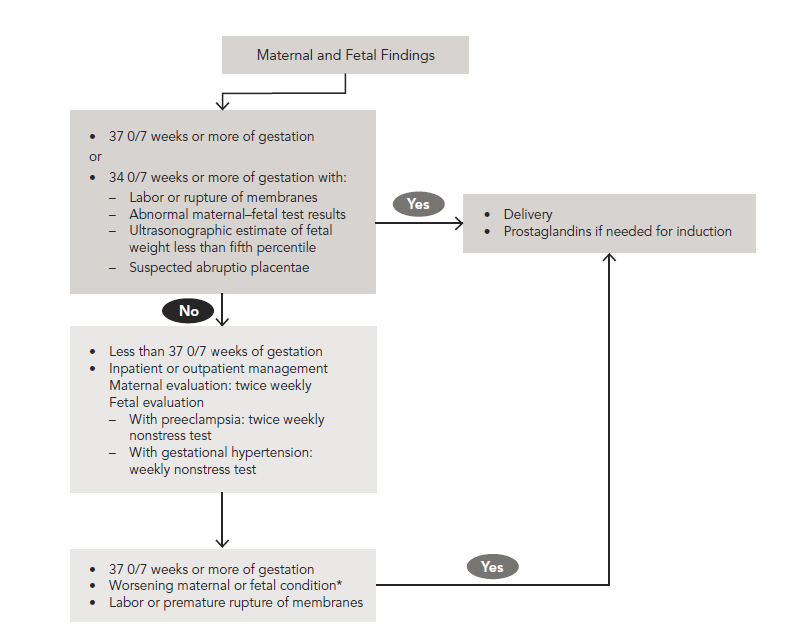 Maternal and Fetal Findings
• 37 0/7 weeks or more of gestation
or
• 34 0/7 weeks or more of gestation with:
– Labor or rupture of membranes
– Abnormal maternal–fetal test results
– Ultrasonographic estimate of fetal
weight less than fifth percentile
– Suspected abruptio placentae
Yes
• Delivery
• Prostaglandins if needed for induction
No
• Less than 37 0/7 weeks of gestation
• Inpatient or outpatient management
Maternal evaluation: twice weekly
Fetal evaluation
– With preeclampsia: twice weekly
nonstress test
– With gestational hypertension:
weekly nonstress test
• 37 0/7 weeks or more of gestation
• Worsening maternal or fetal condition*
• Labor or premature rupture of membranes
Yes